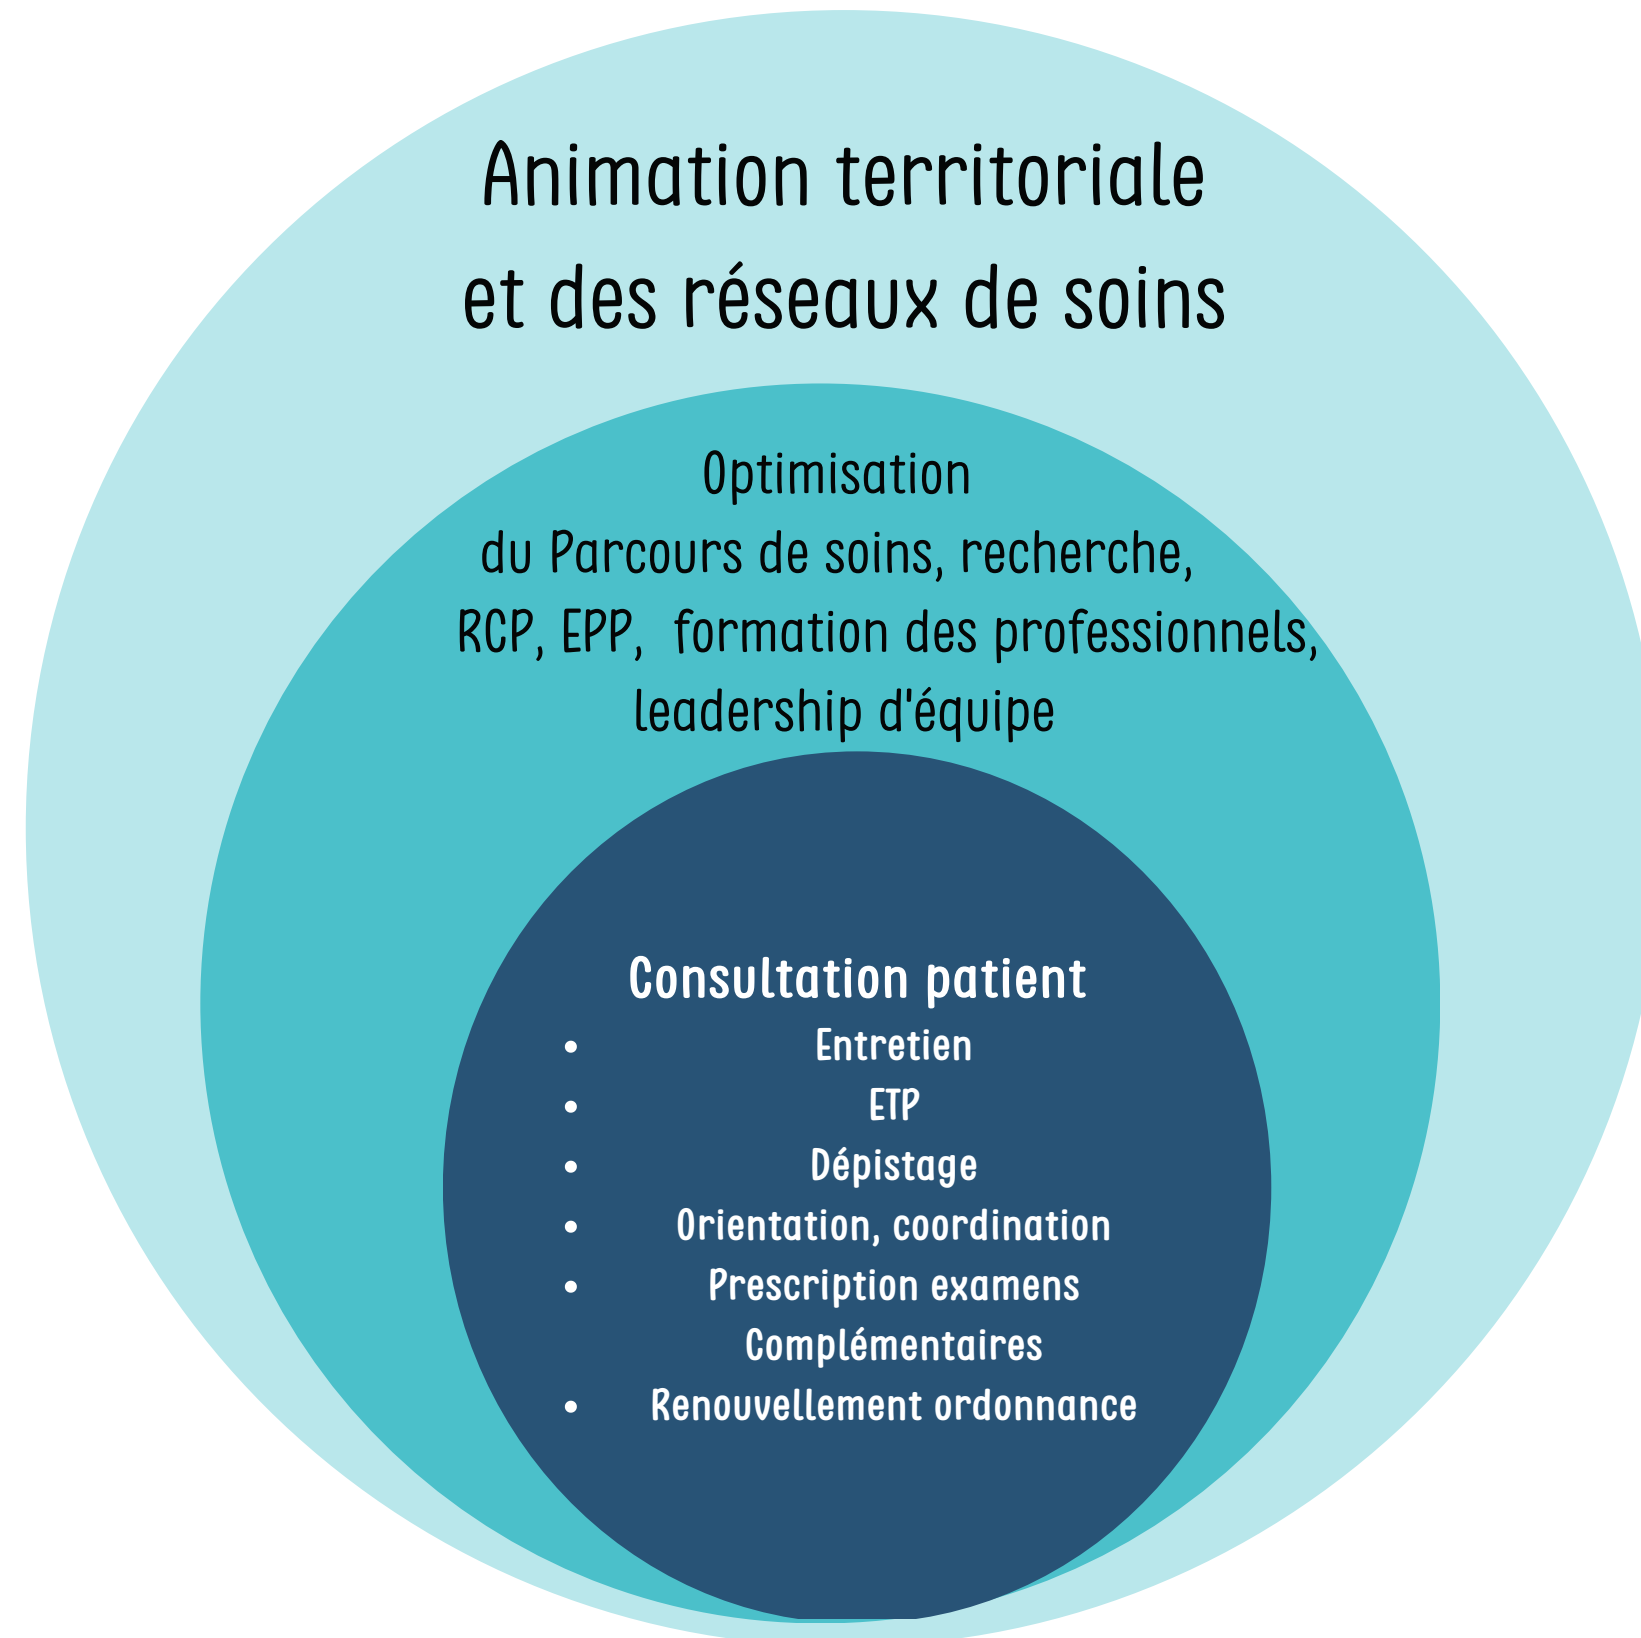 Animation territoriale
et des réseaux de soins
Optimisation
du Parcours de soins, recherche,
RCP, EPP, formation des professionnels,
leadership d'équipe
Consultation patient
• Entretien
• ETP
• Dépistage
• Orientation, coordination
• Prescription examens
Complémentaires
• Renouvellement ordonnance